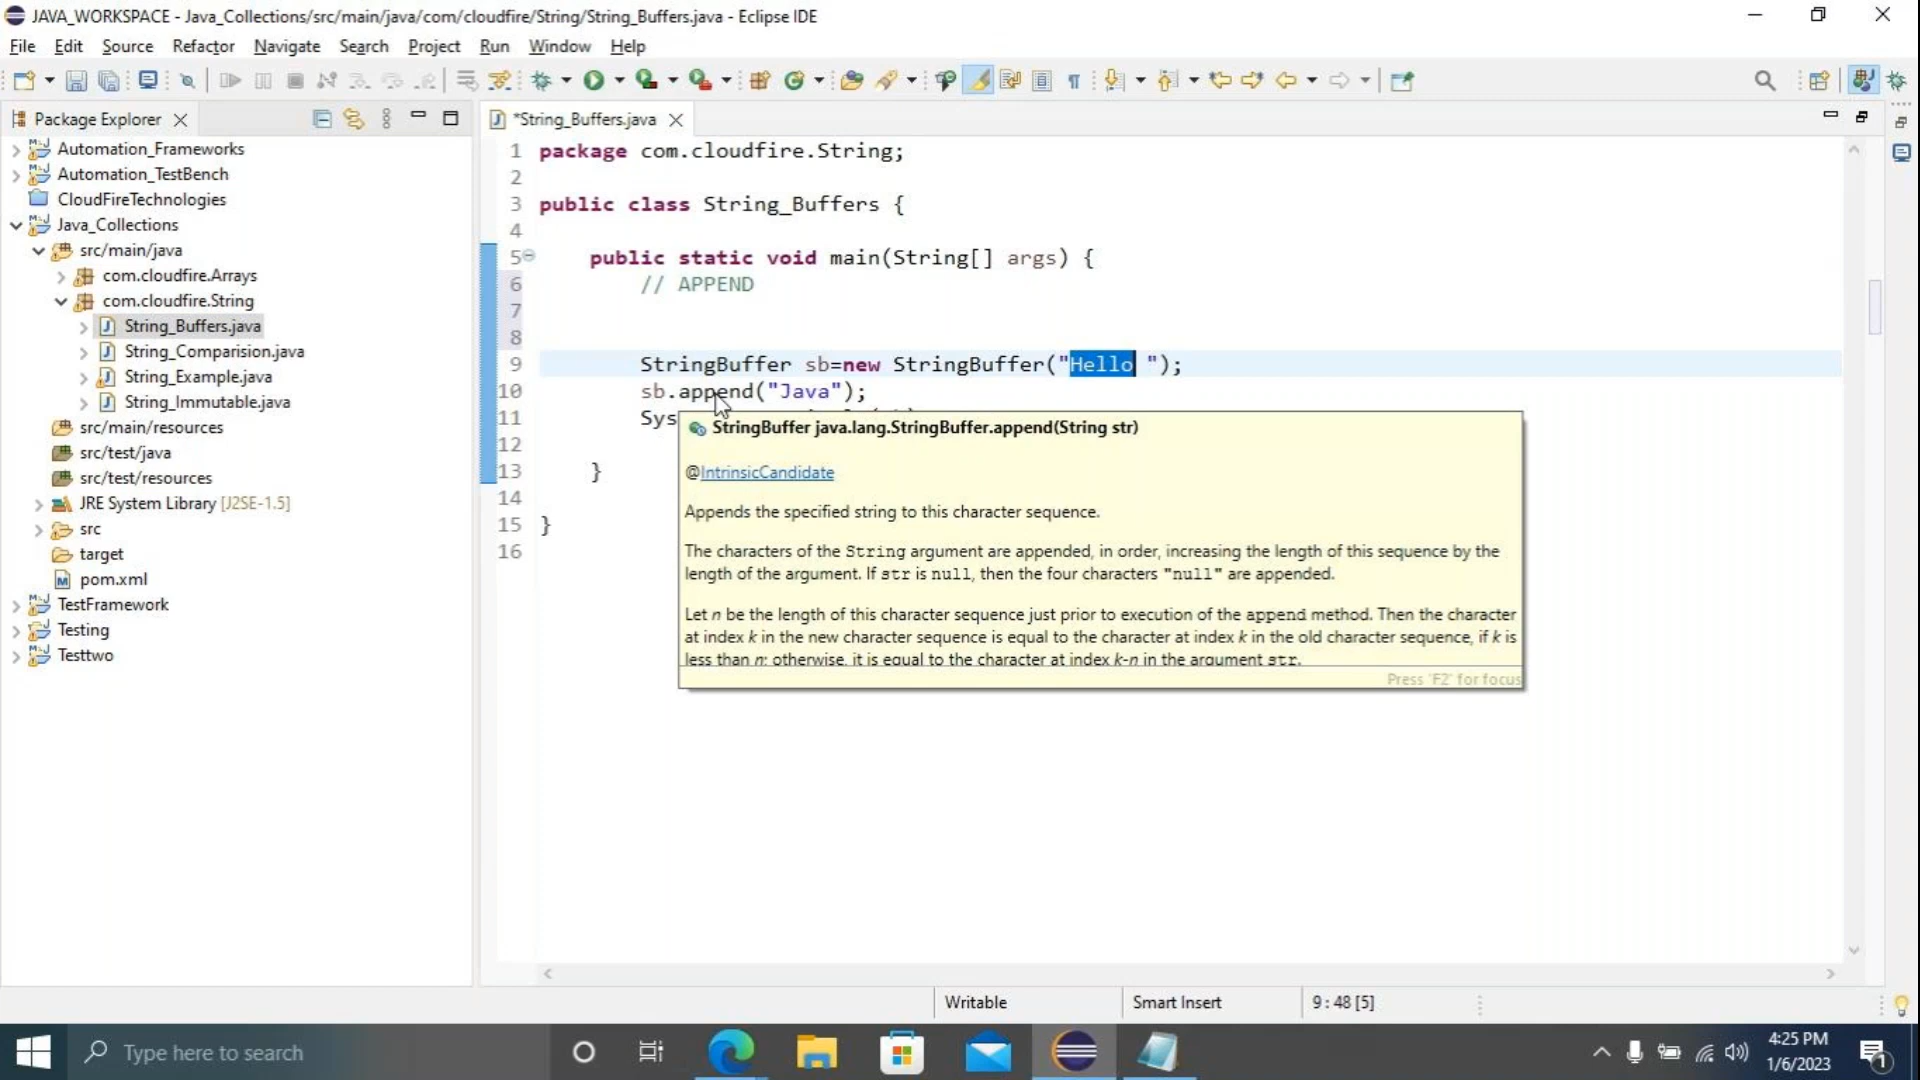 JAVA_WORKSPACE - Java_Collections/src/main/java/com/cloudfire/String/String_Buffers.java - Eclipse IDE
File Edit Source Refactor Navigate Search Project Run Window Help
Package Explorer
*String_Buffers.java
Automation_Frameworks
Automation_TestBench
CloudFireTechnologies
Java_Collections
src/main/java
com.cloudfire.Arrays
com.cloudfire.String
String_Buffers.java
String_Comparision.java
String_Example.java
String_Immutable.java
src/main/resources
src/test/java
src/test/resources
JRE System Library [J2SE-1.5]
src
target
pom.xml
TestFramework
Testing
Testtwo
1 package com.cloudfire.String;
2
3 public class String_Buffers {
4
5 public static void main(String[] args) {
6 // APPEND
7
8
9 StringBuffer sb=new StringBuffer("Hello ");
10 sb.append("Java");
11 Sys
12
13 }
14
15 }
16
StringBuffer java.lang.StringBuffer.append(String str)
@IntrinsicCandidate
Appends the specified string to this character sequence.
The characters of the String argument are appended, in order, increasing the length of this sequence by the
length of the argument. If str is null, then the four characters "null" are appended.
Let n be the length of this character sequence just prior to execution of the append method. Then the character
at index k in the new character sequence is equal to the character at index k in the old character sequence, if k is
less than n; otherwise, it is equal to the character at index k-n in the argument str.
Press 'F2' for focus
Writable Smart Insert 9 : 48 [5]
Type here to search
4:25 PM
1/6/2023
1